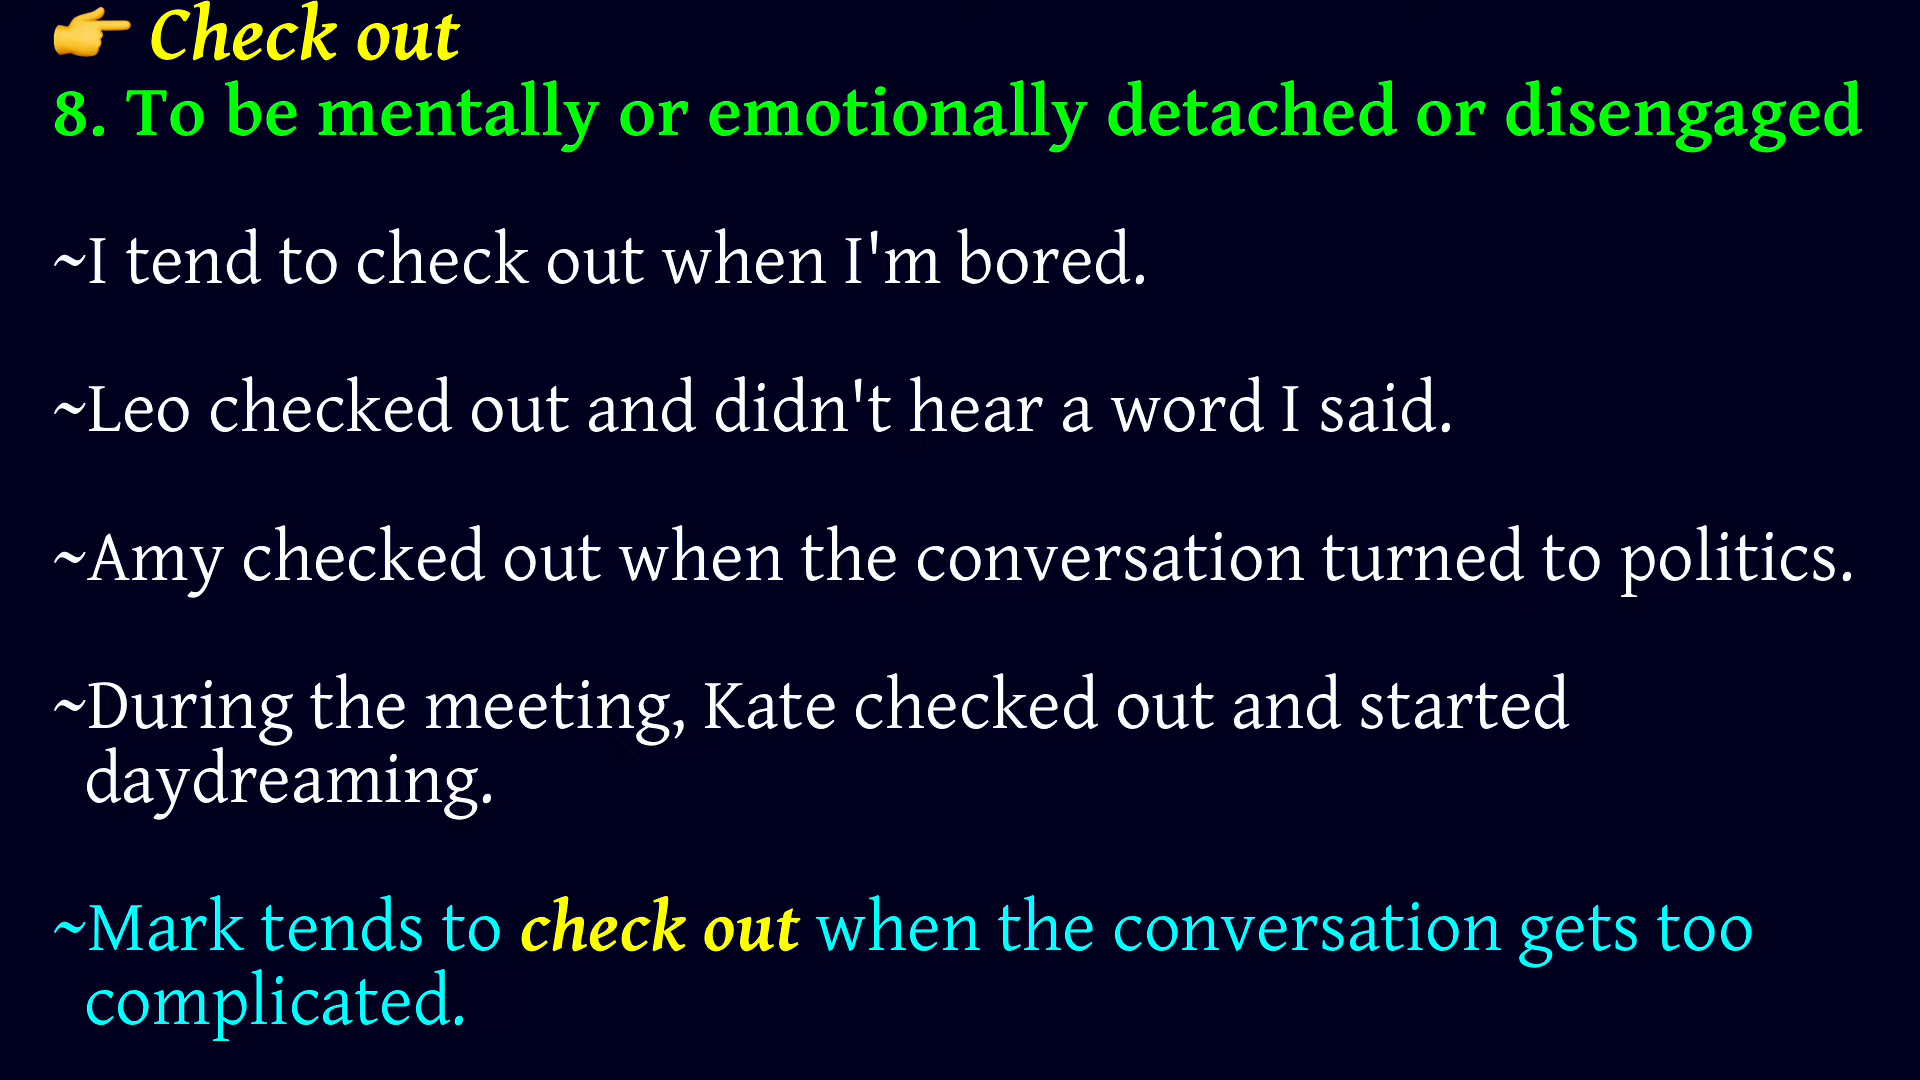 👉 Check out
8. To be mentally or emotionally detached or disengaged
~I tend to check out when I'm bored.
~Leo checked out and didn't hear a word I said.
~Amy checked out when the conversation turned to politics.
~During the meeting, Kate checked out and started
daydreaming.
~Mark tends to check out when the conversation gets too
complicated.